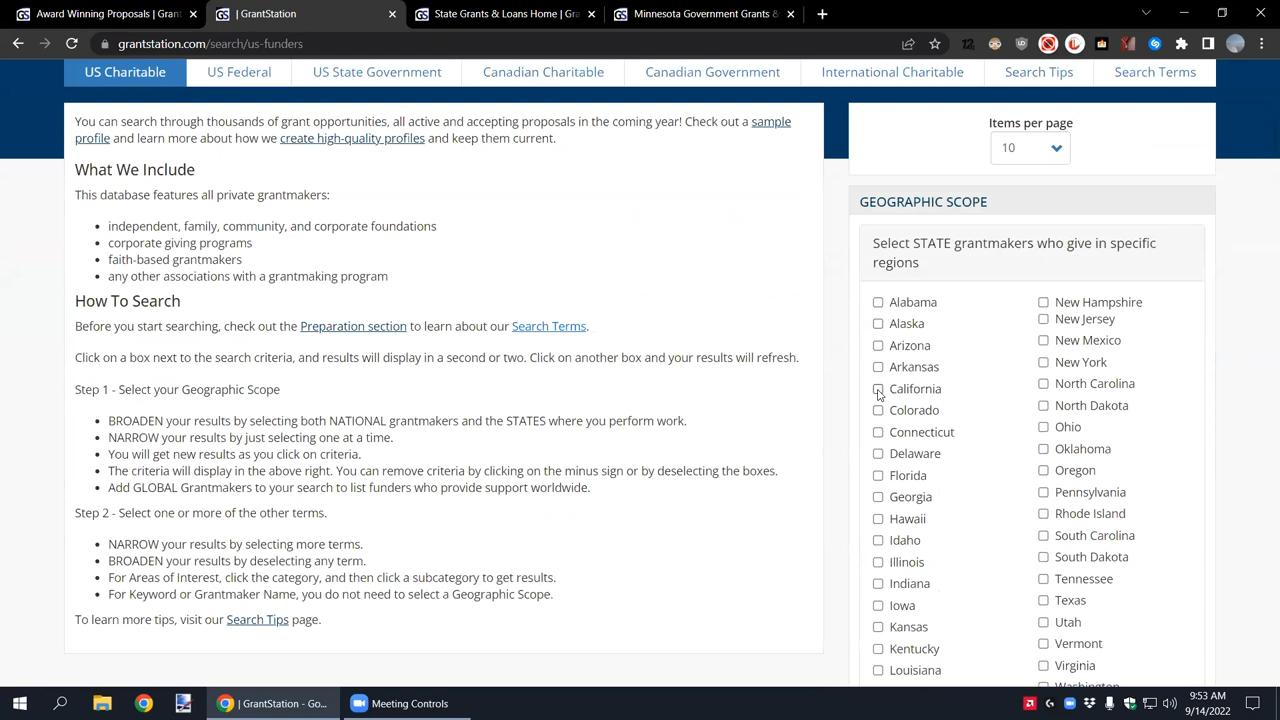 Award Winning Proposals | Grant
| GrantStation
State Grants & Loans Home | Gra
Minnesota Government Grants &
grantstation.com/search/us-funders
US Charitable
US Federal
US State Government
Canadian Charitable
Canadian Government
International Charitable
Search Tips
Search Terms
You can search through thousands of grant opportunities, all active and accepting proposals in the coming year! Check out a sample
profile and learn more about how we create high-quality profiles and keep them current.
What We Include
This database features all private grantmakers:
independent, family, community, and corporate foundations
corporate giving programs
faith-based grantmakers
any other associations with a grantmaking program
How To Search
Before you start searching, check out the Preparation section to learn about our Search Terms.
Click on a box next to the search criteria, and results will display in a second or two. Click on another box and your results will refresh.
Step 1 - Select your Geographic Scope
BROADEN your results by selecting both NATIONAL grantmakers and the STATES where you perform work.
NARROW your results by just selecting one at a time.
You will get new results as you click on criteria.
The criteria will display in the above right. You can remove criteria by clicking on the minus sign or by deselecting the boxes.
Add GLOBAL Grantmakers to your search to list funders who provide support worldwide.
Step 2 - Select one or more of the other terms.
NARROW your results by selecting more terms.
BROADEN your results by deselecting any term.
For Areas of Interest, click the category, and then click a subcategory to get results.
For Keyword or Grantmaker Name, you do not need to select a Geographic Scope.
To learn more tips, visit our Search Tips page.
Items per page
10
GEOGRAPHIC SCOPE
Select STATE grantmakers who give in specific
regions
Alabama
Alaska
Arizona
Arkansas
California
Colorado
Connecticut
Delaware
Florida
Georgia
Hawaii
Idaho
Illinois
Indiana
Iowa
Kansas
Kentucky
Louisiana
New Hampshire
New Jersey
New Mexico
New York
North Carolina
North Dakota
Ohio
Oklahoma
Oregon
Pennsylvania
Rhode Island
South Carolina
South Dakota
Tennessee
Texas
Utah
Vermont
Virginia
Washington
| GrantStation - Go...
Meeting Controls
9:53 AM
9/14/2022